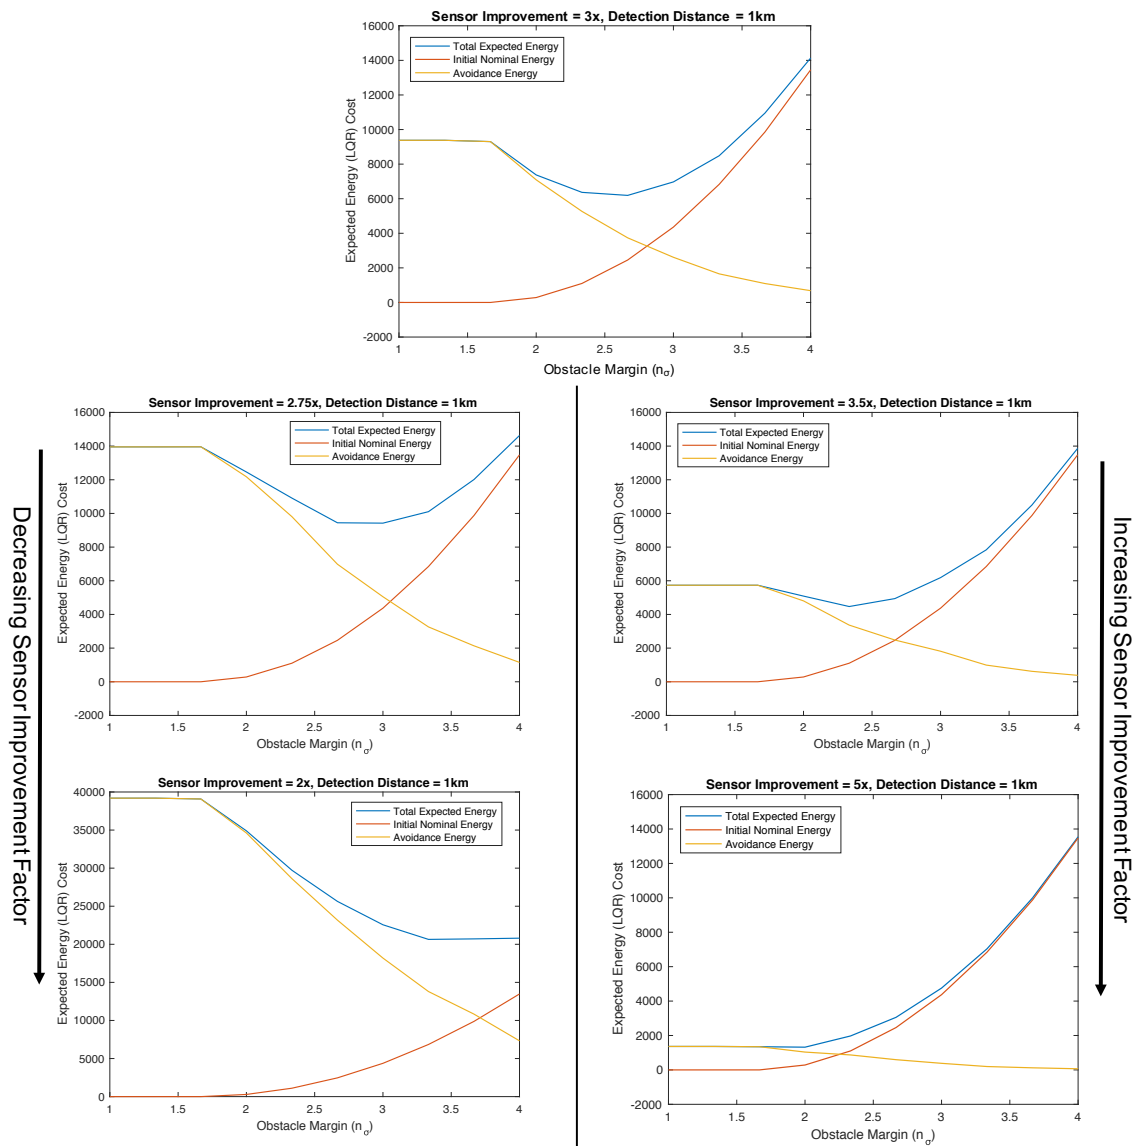 Sensor Improvement = 3x, Detection Distance = 1km
16000
14000
12000
10000
8000
6000
4000
2000
0
-2000
Expected Energy (LQR) Cost
Total Expected Energy
Initial Nominal Energy
Avoidance Energy
1 1.5 2 2.5 3 3.5 4
Obstacle Margin (nσ)
Decreasing Sensor Improvement Factor
Sensor Improvement = 2.75x, Detection Distance = 1km
16000
14000
12000
10000
8000
6000
4000
2000
0
-2000
Expected Energy (LQR) Cost
Total Expected Energy
Initial Nominal Energy
Avoidance Energy
1 1.5 2 2.5 3 3.5 4
Obstacle Margin (nσ)
Sensor Improvement = 2x, Detection Distance = 1km
40000
35000
30000
25000
20000
15000
10000
5000
0
Expected Energy (LQR) Cost
Total Expected Energy
Initial Nominal Energy
Avoidance Energy
1 1.5 2 2.5 3 3.5 4
Obstacle Margin (nσ)
Sensor Improvement = 3.5x, Detection Distance = 1km
16000
14000
12000
10000
8000
6000
4000
2000
0
-2000
Expected Energy (LQR) Cost
Total Expected Energy
Initial Nominal Energy
Avoidance Energy
1 1.5 2 2.5 3 3.5 4
Obstacle Margin (nσ)
Sensor Improvement = 5x, Detection Distance = 1km
16000
14000
12000
10000
8000
6000
4000
2000
0
-2000
Expected Energy (LQR) Cost
Total Expected Energy
Initial Nominal Energy
Avoidance Energy
1 1.5 2 2.5 3 3.5 4
Obstacle Margin (nσ)
Increasing Sensor Improvement Factor